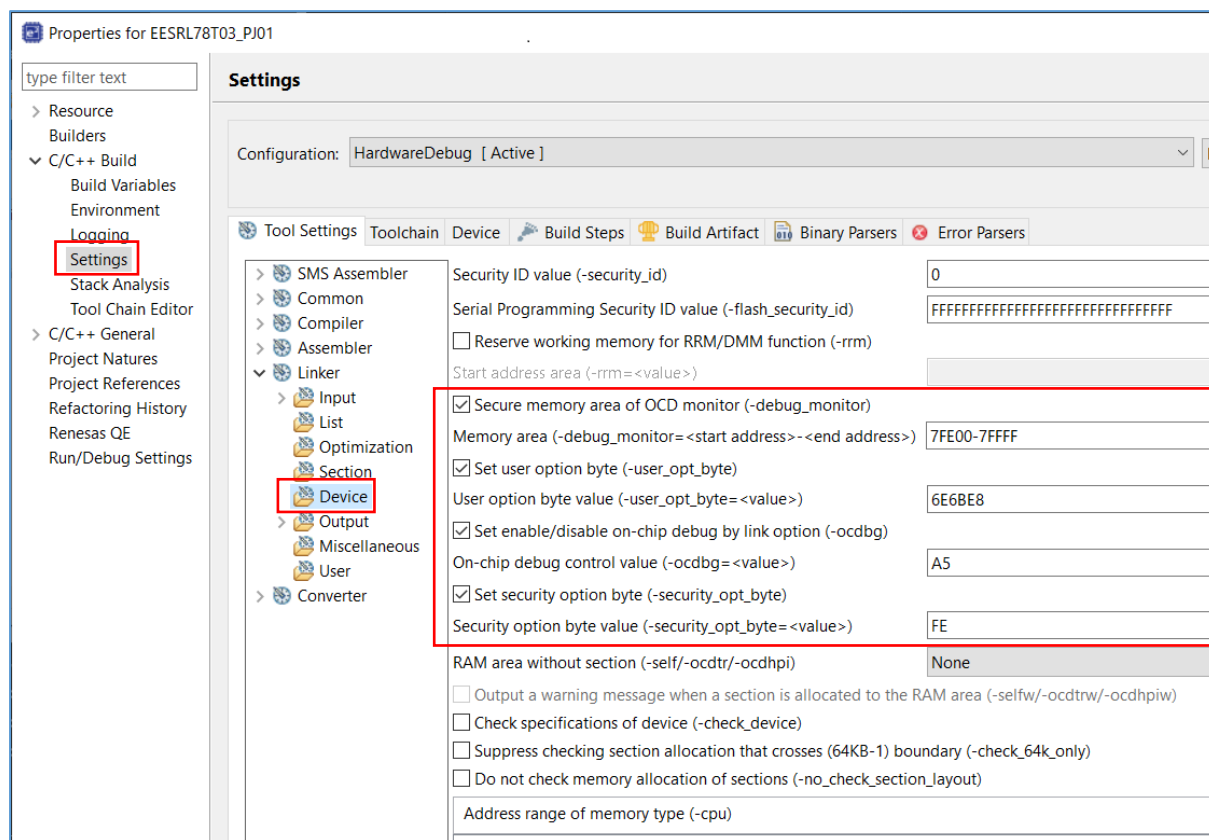 Properties for EESRL78T03_PJ01
type filter text
Settings
Resource
Builders
C/C++ Build
Build Variables
Environment
Logging
Settings
Stack Analysis
Tool Chain Editor
C/C++ General
Project Natures
Project References
Refactoring History
Renesas QE
Run/Debug Settings
Configuration: HardwareDebug [ Active ]
Tool Settings Toolchain Device Build Steps Build Artifact Binary Parsers Error Parsers
SMS Assembler
Common
Compiler
Assembler
Linker
Input
List
Optimization
Section
Device
Output
Miscellaneous
User
Converter
Security ID value (-security_id) 0
Serial Programming Security ID value (-flash_security_id) FFFFFFFFFFFFFFFFFFFFFFFFFFFFFFFF
Reserve working memory for RRM/DMM function (-rrm)
Start address area (-rrm=<value>)
Secure memory area of OCD monitor (-debug_monitor)
Memory area (-debug_monitor=<start address>-<end address>) 7FE00-7FFFF
Set user option byte (-user_opt_byte)
User option byte value (-user_opt_byte=<value>) 6E6BE8
Set enable/disable on-chip debug by link option (-ocdbg)
On-chip debug control value (-ocdbg=<value>) A5
Set security option byte (-security_opt_byte)
Security option byte value (-security_opt_byte=<value>) FE
RAM area without section (-self/-ocdtr/-ocdhpi) None
Output a warning message when a section is allocated to the RAM area (-selfw/-ocdtrw/-ocdhpiw)
Check specifications of device (-check_device)
Suppress checking section allocation that crosses (64KB-1) boundary (-check_64k_only)
Do not check memory allocation of sections (-no_check_section_layout)
Address range of memory type (-cpu)